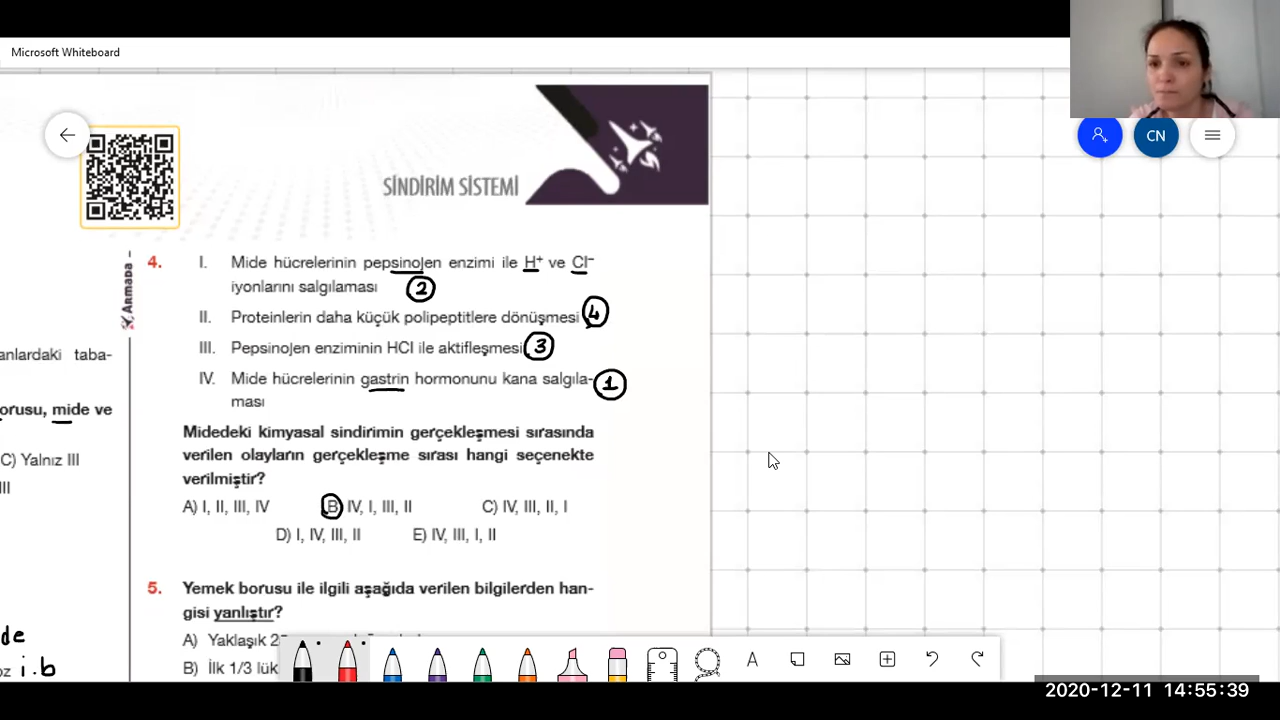 Microsoft Whiteboard
CN
SİNDİRİM SİSTEMİ
ARMADA
anlardaki taba-
orusu, mide ve
C) Yalnız III
III
de
oz i.b
4. I. Mide hücrelerinin pepsinojen enzimi ile H+ ve Cl–
iyonlarını salgılaması 2
II. Proteinlerin daha küçük polipeptitlere dönüşmesi 4
III. Pepsinojen enziminin HCI ile aktifleşmesi 3
IV. Mide hücrelerinin gastrin hormonunu kana salgıla- 1
ması
Midedeki kimyasal sindirimin gerçekleşmesi sırasında
verilen olayların gerçekleşme sırası hangi seçenekte
verilmiştir?
A) I, II, III, IV B) IV, I, III, II C) IV, III, II, I
D) I, IV, III, II E) IV, III, I, II
5. Yemek borusu ile ilgili aşağıda verilen bilgilerden han-
gisi yanlıştır?
A) Yaklaşık 2
B) İlk 1/3 lük
A
2020-12-11 14:55:39